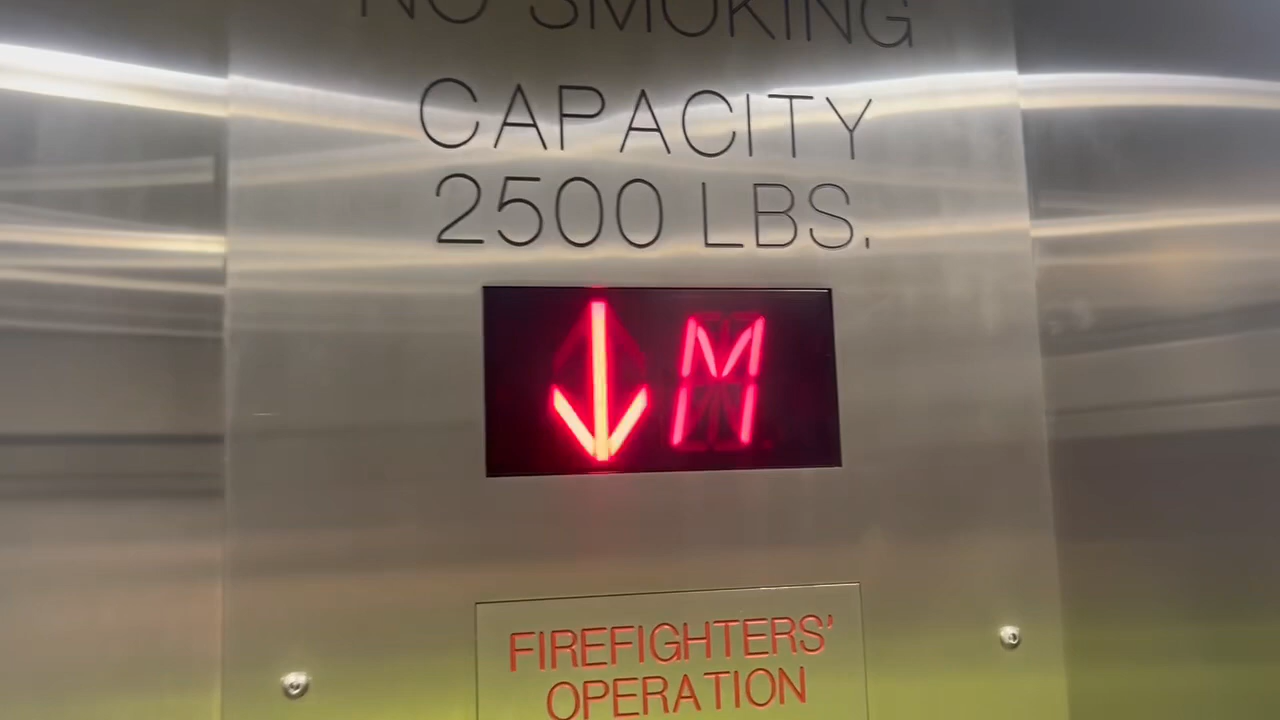 NO SMOKING
CAPACITY
2500 LBS.
↓ M
FIREFIGHTERS'
OPERATION